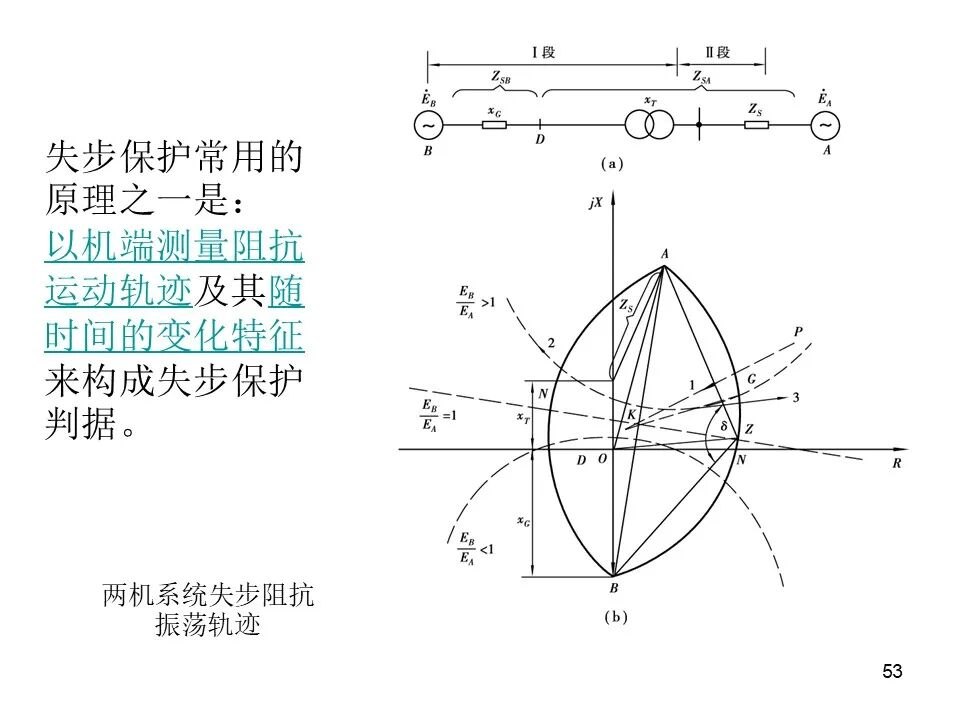 失步保护常用的
原理之一是：
以机端测量阻抗
运动轨迹及其随
时间的变化特征
来构成失步保护
判据。
两机系统失步阻抗
振荡轨迹
Ⅰ段
Ⅱ段
Z_SB
Z_SA
Ė_B
x_G
x_T
Z_S
Ė_A
B
D
A
(a)
jX
A
E_B/E_A >1
Z_S
P
2
1
G
3
N
K
E_B/E_A =1
x_T
δ
Z
D
O
N
R
x_G
E_B/E_A <1
B
(b)
53